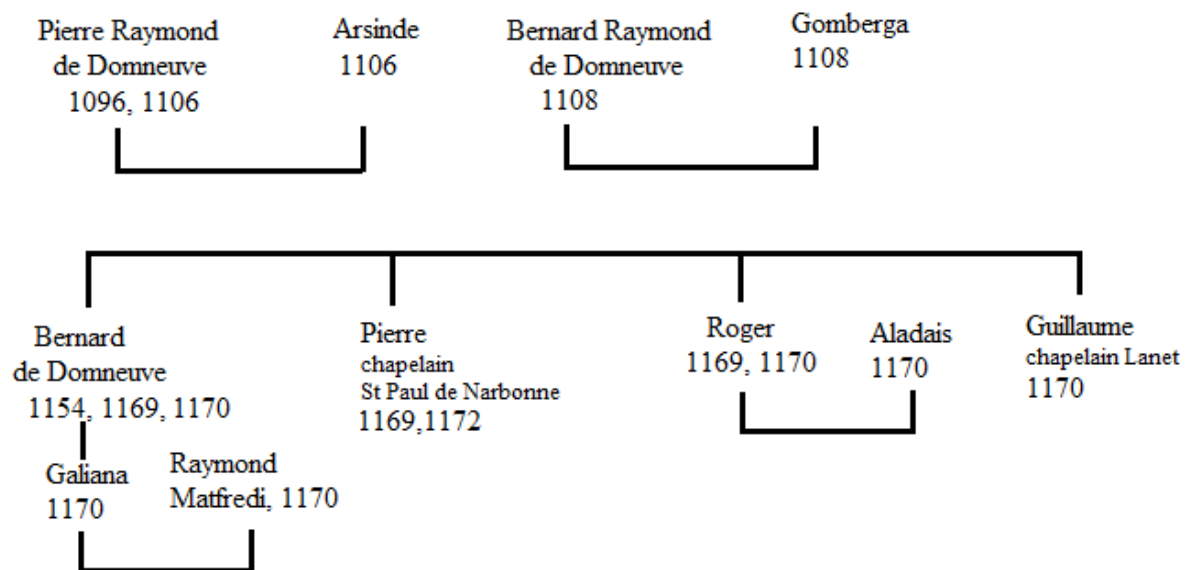 Pierre Raymond
de Domneuve
1096, 1106
Arsinde
1106
Bernard Raymond
de Domneuve
1108
Gomberga
1108
Bernard
de Domneuve
1154, 1169, 1170
Pierre
chapelain
St Paul de Narbonne
1169,1172
Roger
1169, 1170
Aladais
1170
Guillaume
chapelain Lanet
1170
Galiana
1170
Raymond
Matfredi, 1170